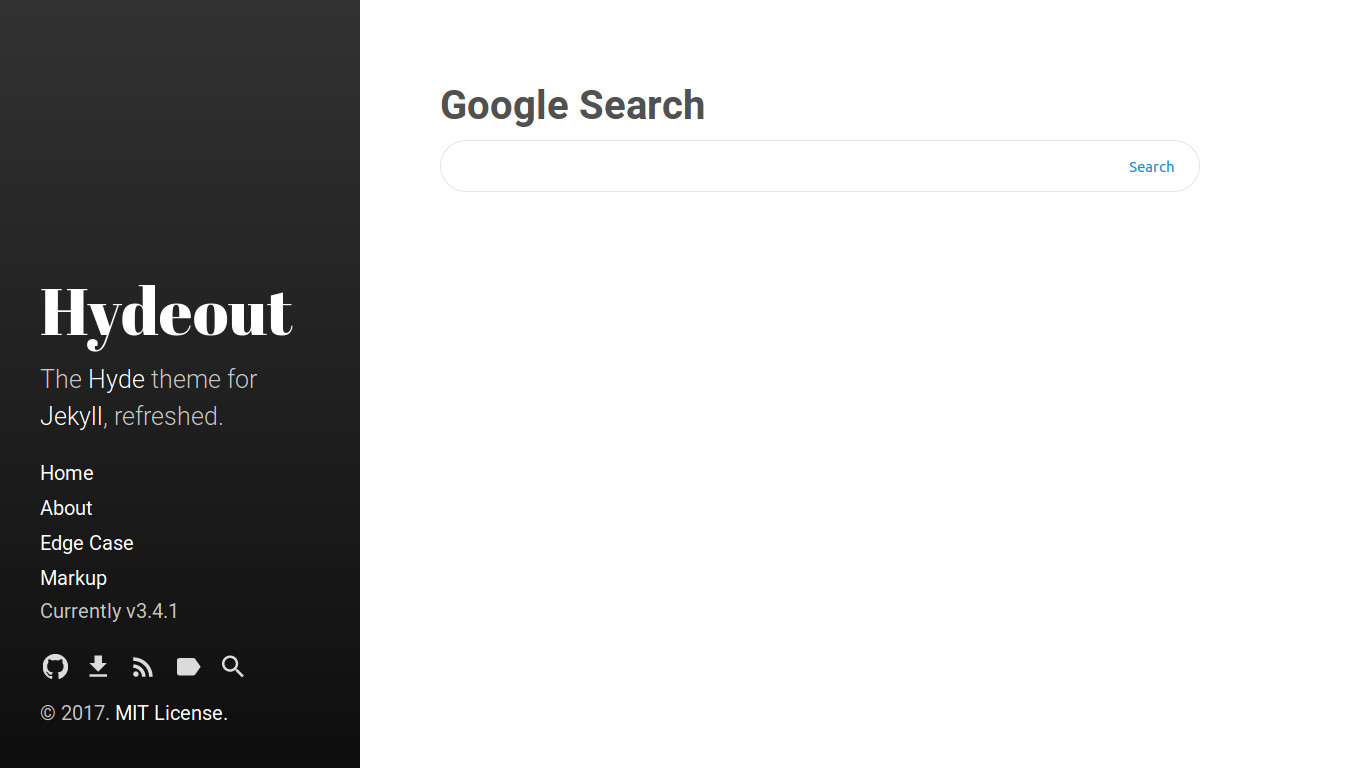 Google Search
Search
Hydeout
The Hyde theme for
Jekyll, refreshed.
Home
About
Edge Case
Markup
Currently v3.4.1
© 2017. MIT License.